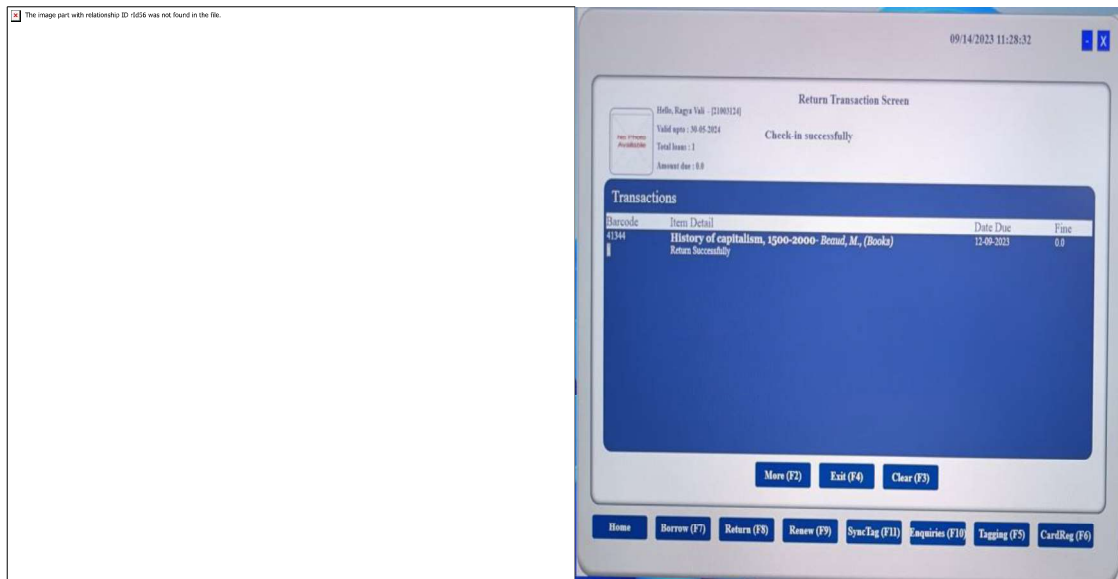 The image part with relationship ID rId56 was not found in the file.
09/14/2023 11:28:32
- X
Return Transaction Screen
Hello, Ragya Vali - [21003124]
Valid upto : 30-05-2024
Check-in successfully
No Photo
Available
Total loans : 1
Amount due : 0.0
Transactions
Barcode Item Detail Date Due Fine
41344 History of capitalism, 1500-2000- Beaud, M., (Books) 12-09-2023 0.0
Return Successfully
More (F2) Exit (F4) Clear (F3)
Home Borrow (F7) Return (F8) Renew (F9) SyncTag (F11) Enquiries (F10) Tagging (F5) CardReg (F6)